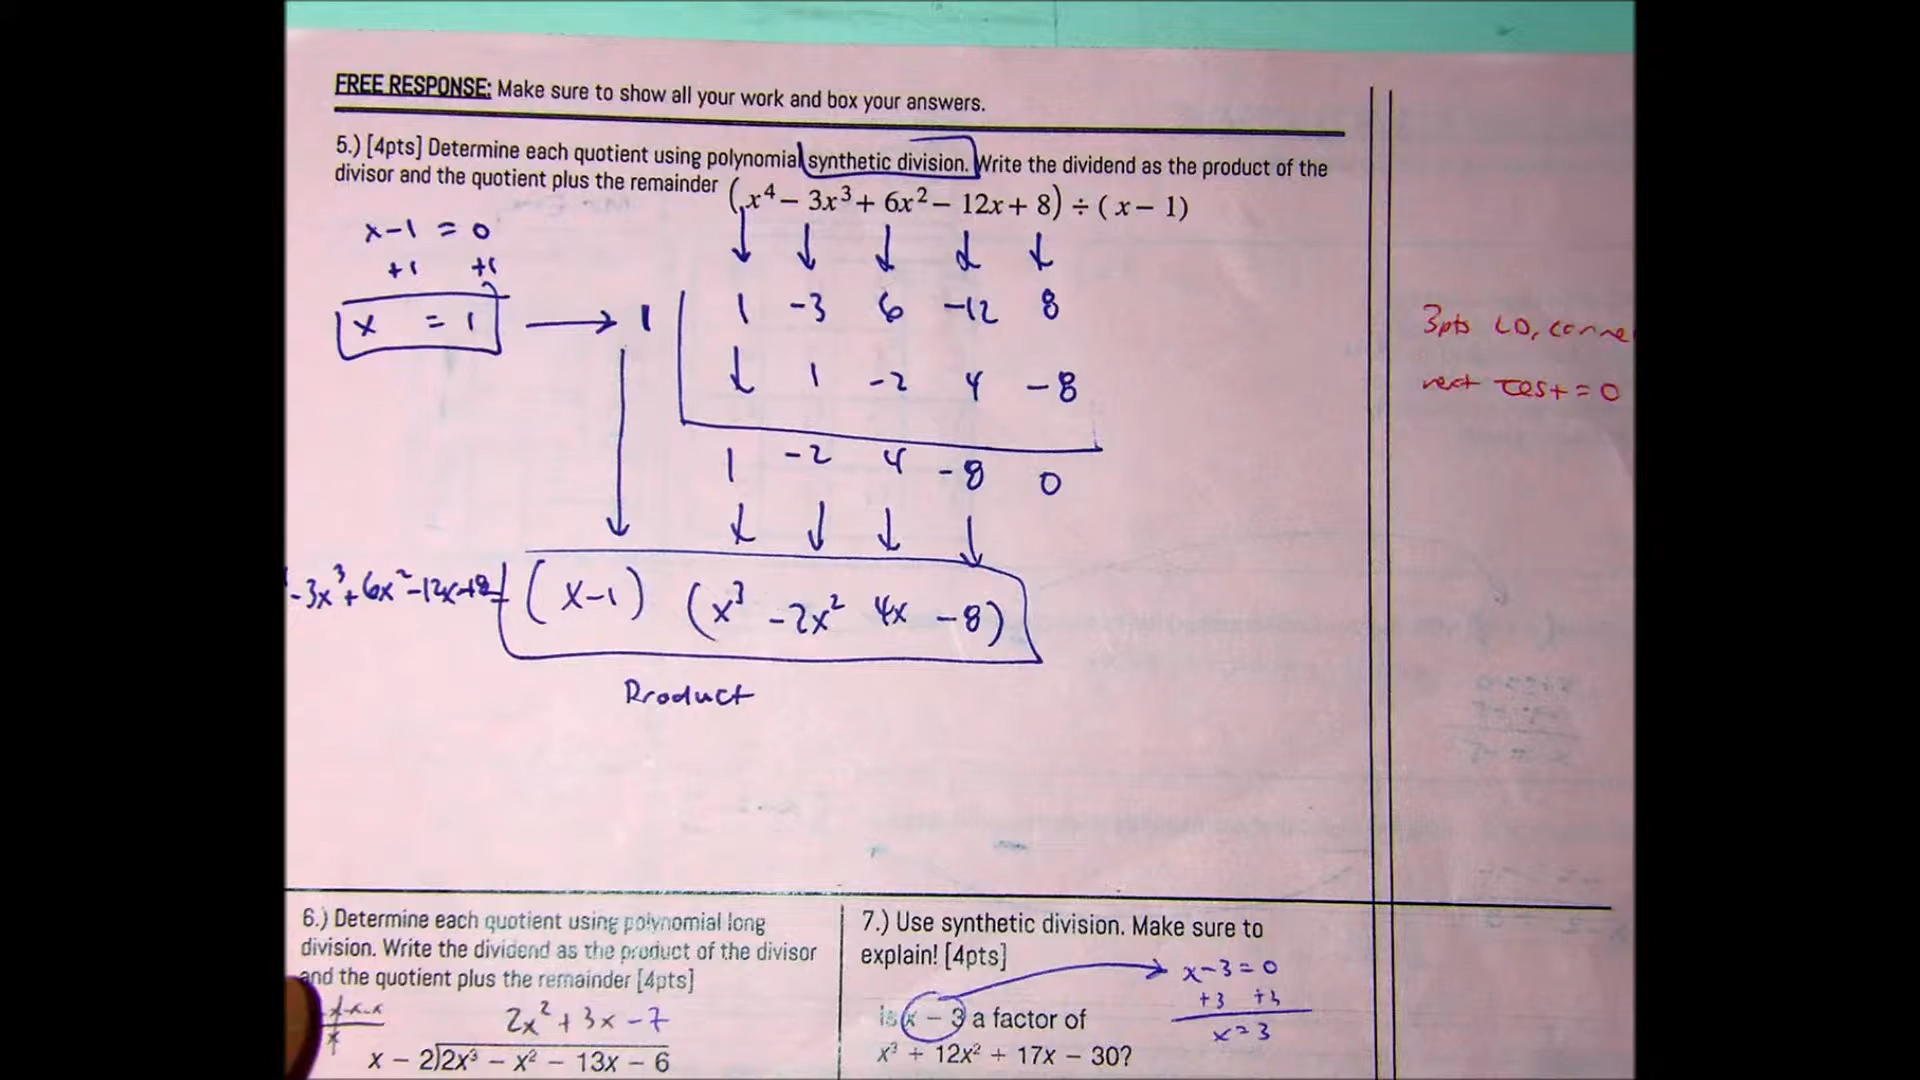 FREE RESPONSE: Make sure to show all your work and box your answers.
5.) [4pts] Determine each quotient using polynomial synthetic division. Write the dividend as the product of the
divisor and the quotient plus the remainder (x⁴ − 3x³ + 6x² − 12x + 8) ÷ (x − 1)
x-1 = 0
+1 +1
x = 1 → 1
1 -3 6 -12 8
1 -2 4 -8
1 -2 4 -8 0
-3x³+6x²-12x+8= (x-1) (x³ -2x² 4x -8)
Product
3pts LO, corne
rect test = 0
6.) Determine each quotient using polynomial long
division. Write the dividend as the product of the divisor
and the quotient plus the remainder [4pts]
2x² + 3x - 7
x − 2)2x³ − x² − 13x − 6
7.) Use synthetic division. Make sure to
explain! [4pts]
x-3=0
+3 +3
x=3
Is x − 3 a factor of
x³ + 12x² + 17x − 30?